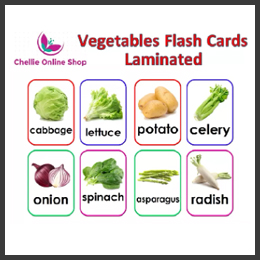 Vegetables Flash Cards
Laminated
Chellie Online Shop
cabbage
lettuce
potato
celery
onion
spinach
asparagus
radish